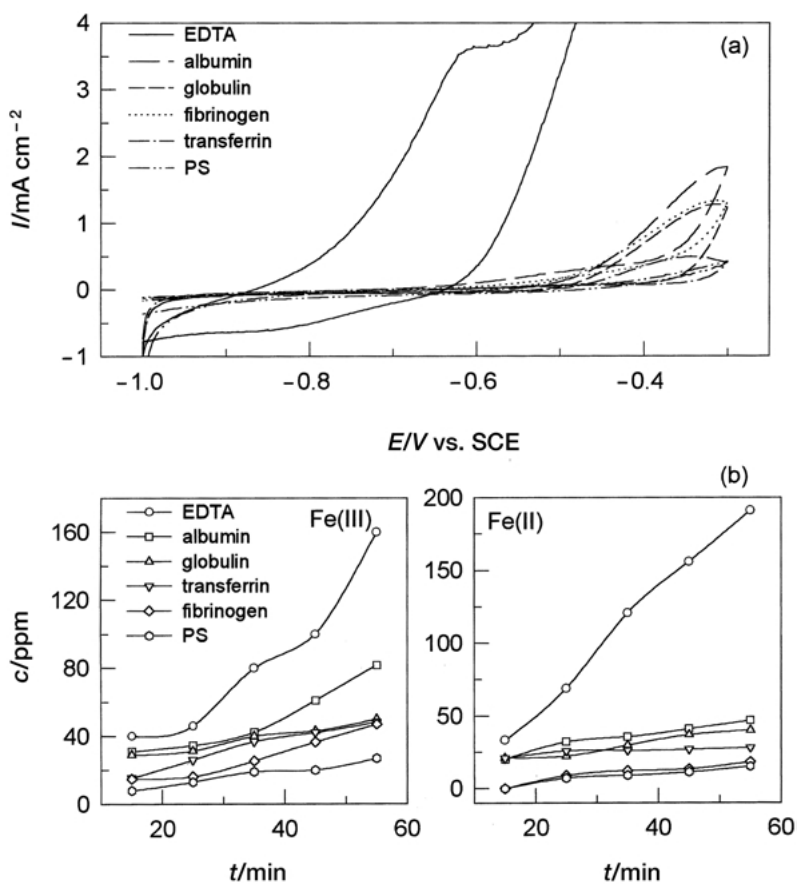 4
3
2
1
0
−1
I/mA cm−2
EDTA
albumin
globulin
fibrinogen
transferrin
PS
(a)
−1.0 −0.8 −0.6 −0.4
E/V vs. SCE
(b)
160
120
80
40
0
c/ppm
EDTA
albumin
globulin
transferrin
fibrinogen
PS
Fe(III)
20 40 60
t/min
200
150
100
50
0
Fe(II)
20 40 60
t/min